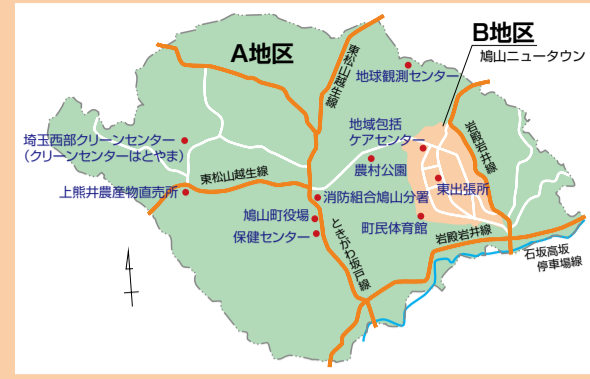 A地区
B地区
鳩山ニュータウン
東松山越生線
地球観測センター
地域包括
ケアセンター
岩殿岩井線
埼玉西部クリーンセンター
(クリーンセンターはとやま)
農村公園
東松山越生線
東出張所
上熊井農産物直売所
消防組合鳩山分署
鳩山町役場
町民体育館
保健センター
ときがわ坂戸線
岩殿岩井線
石坂高坂
停車場線